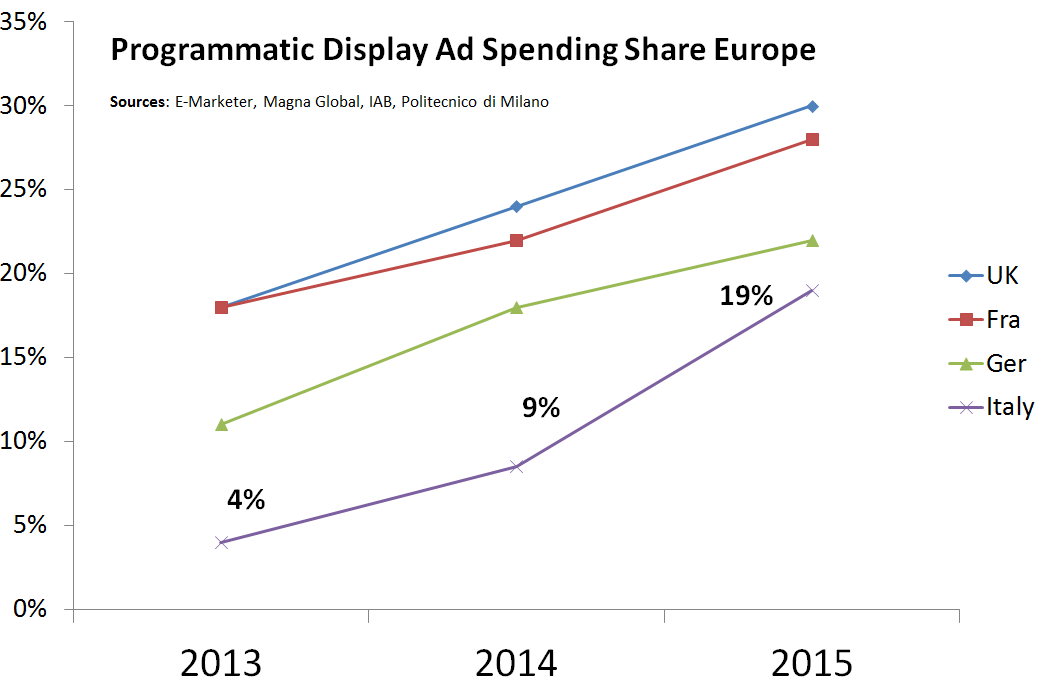 Programmatic Display Ad Spending Share Europe
Sources: E-Marketer, Magna Global, IAB, Politecnico di Milano
35%
30%
25%
20%
15%
10%
5%
0%
4%
9%
19%
2013
2014
2015
UK
Fra
Ger
Italy